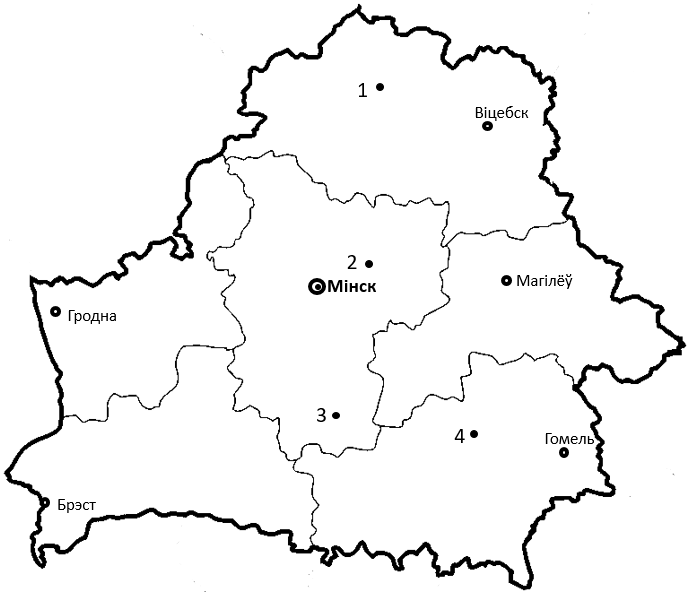 1
Віцебск
2
Мінск
Магілёў
Гродна
3
4
Гомель
Брэст